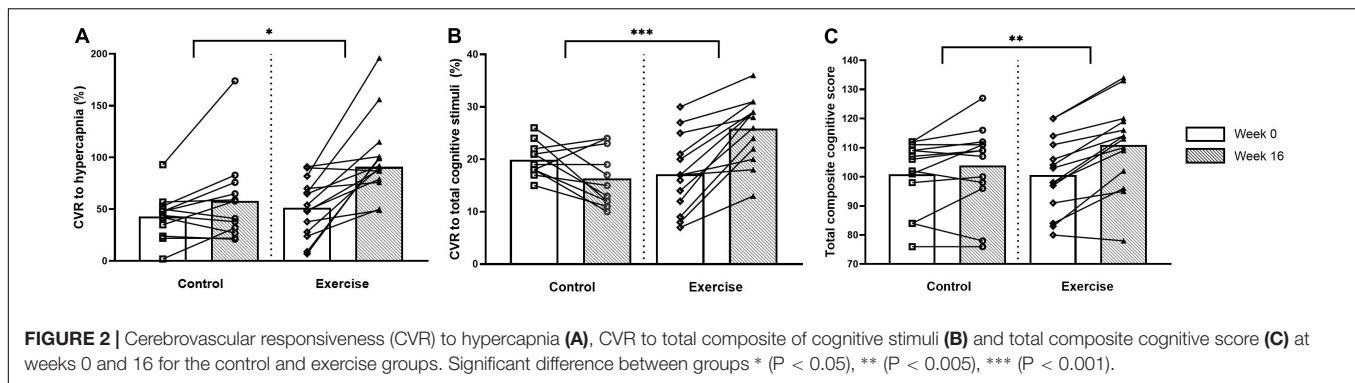 A
*
CVR to hypercapnia (%)
200
150
100
50
0
Control
Exercise
B
***
CVR to total cognitive stimuli (%)
40
30
20
10
0
Control
Exercise
C
**
Total composite cognitive score
140
130
120
110
100
90
80
70
Control
Exercise
Week 0
Week 16
FIGURE 2 | Cerebrovascular responsiveness (CVR) to hypercapnia (A), CVR to total composite of cognitive stimuli (B) and total composite cognitive score (C) at
weeks 0 and 16 for the control and exercise groups. Significant difference between groups * (P < 0.05), ** (P < 0.005), *** (P < 0.001).